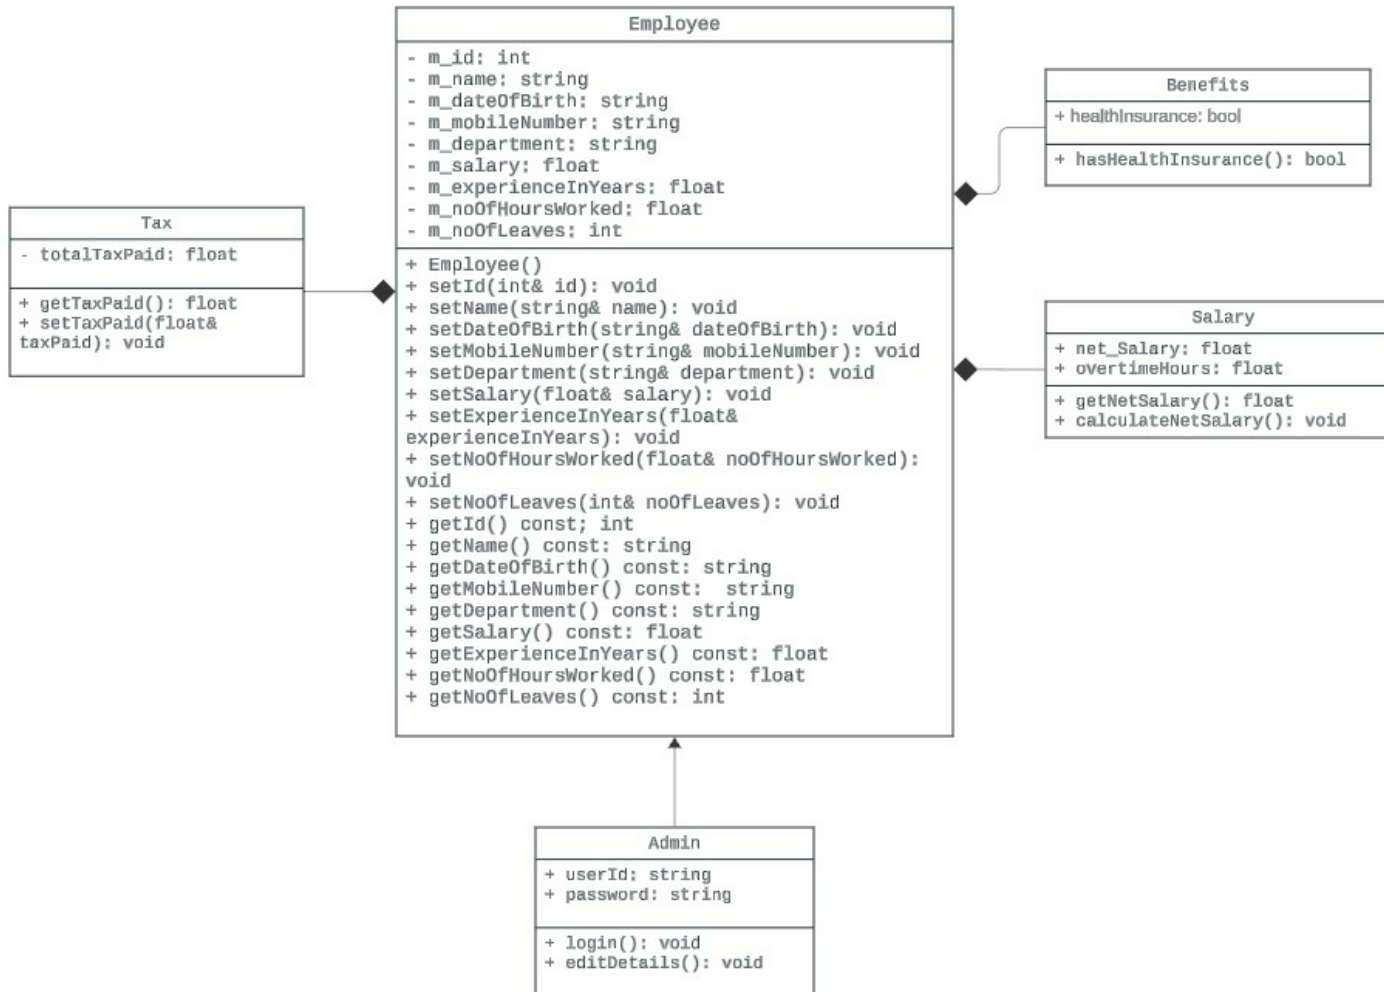 Employee
- m_id: int
- m_name: string
- m_dateOfBirth: string
- m_mobileNumber: string
- m_department: string
- m_salary: float
- m_experienceInYears: float
- m_noOfHoursWorked: float
- m_noOfLeaves: int
+ Employee()
+ setId(int& id): void
+ setName(string& name): void
+ setDateOfBirth(string& dateOfBirth): void
+ setMobileNumber(string& mobileNumber): void
+ setDepartment(string& department): void
+ setSalary(float& salary): void
+ setExperienceInYears(float&
experienceInYears): void
+ setNoOfHoursWorked(float& noOfHoursWorked):
void
+ setNoOfLeaves(int& noOfLeaves): void
+ getId() const; int
+ getName() const: string
+ getDateOfBirth() const: string
+ getMobileNumber() const:  string
+ getDepartment() const: string
+ getSalary() const: float
+ getExperienceInYears() const: float
+ getNoOfHoursWorked() const: float
+ getNoOfLeaves() const: int
Benefits
+ healthInsurance: bool
+ hasHealthInsurance(): bool
Tax
- totalTaxPaid: float
+ getTaxPaid(): float
+ setTaxPaid(float&
taxPaid): void
Salary
+ net_Salary: float
+ overtimeHours: float
+ getNetSalary(): float
+ calculateNetSalary(): void
Admin
+ userId: string
+ password: string
+ login(): void
+ editDetails(): void